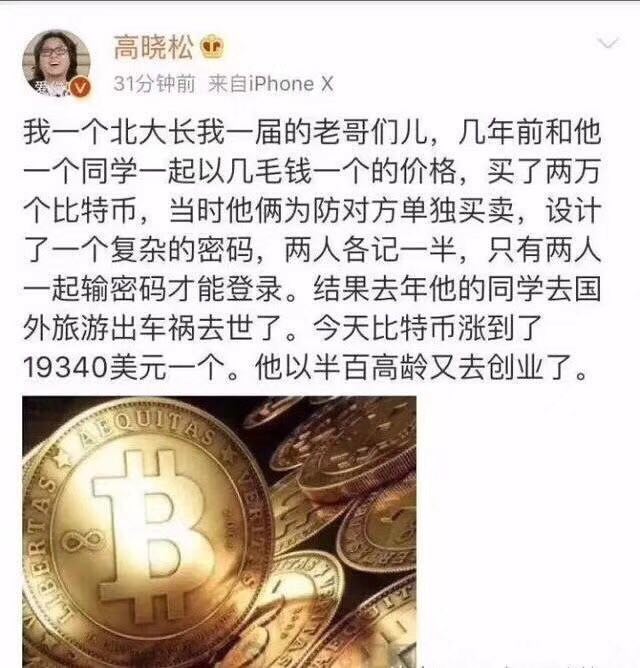 高晓松
31分钟前 来自iPhone X
我一个北大长我一届的老哥们儿，几年前和他
一个同学一起以几毛钱一个的价格，买了两万
个比特币，当时他俩为防对方单独买卖，设计
了一个复杂的密码，两人各记一半，只有两人
一起输密码才能登录。结果去年他的同学去国
外旅游出车祸去世了。今天比特币涨到了
19340美元一个。他以半百高龄又去创业了。
LIBERTAS AEQUITAS VERITAS